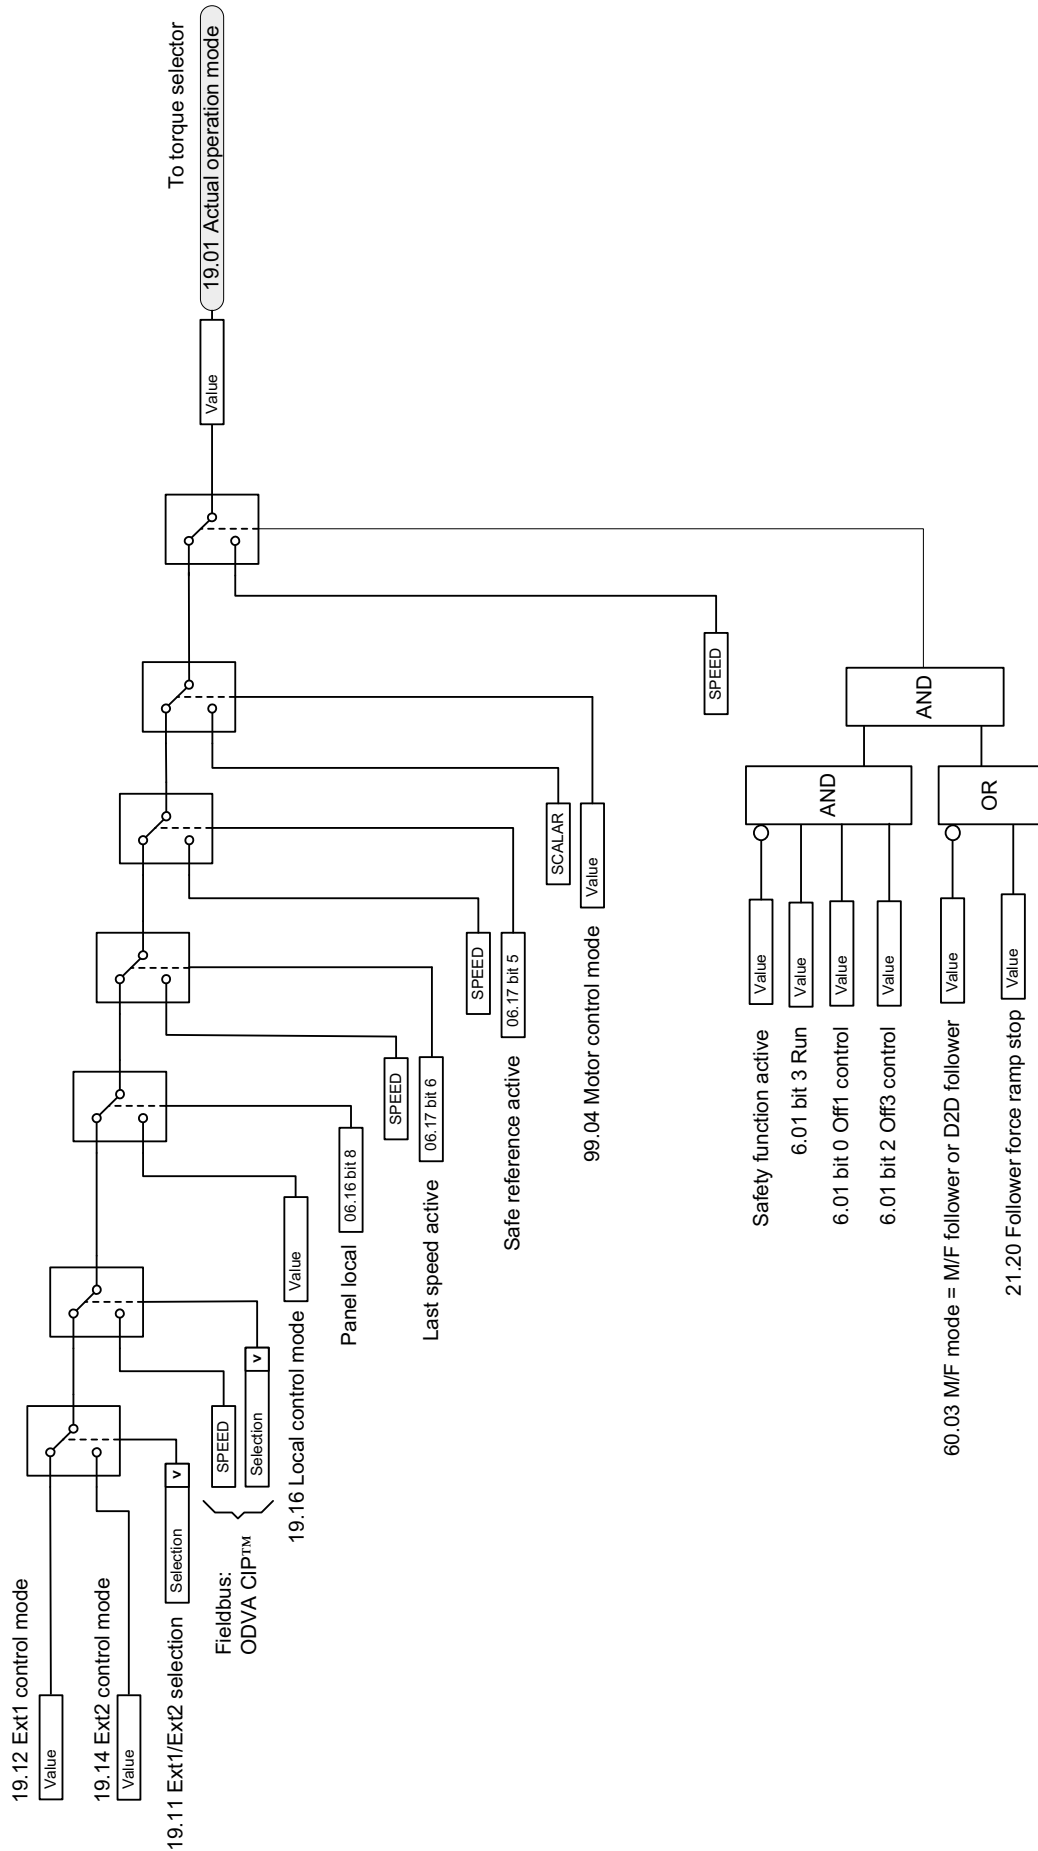 19.12 Ext1 control mode
Value
19.14 Ext2 control mode
Value
19.11 Ext1/Ext2 selection
Selection
v
Fieldbus:
ODVA CIP™
SPEED
Selection
v
19.16 Local control mode
Value
Panel local
06.16 bit 8
SPEED
Last speed active
06.17 bit 6
SPEED
Safe reference active
06.17 bit 5
SCALAR
99.04 Motor control mode
Value
SPEED
Safety function active
Value
6.01 bit 3 Run
Value
6.01 bit 0 Off1 control
Value
6.01 bit 2 Off3 control
Value
AND
60.03 M/F mode = M/F follower or D2D follower
Value
21.20 Follower force ramp stop
Value
OR
AND
Value
19.01 Actual operation mode
To torque selector